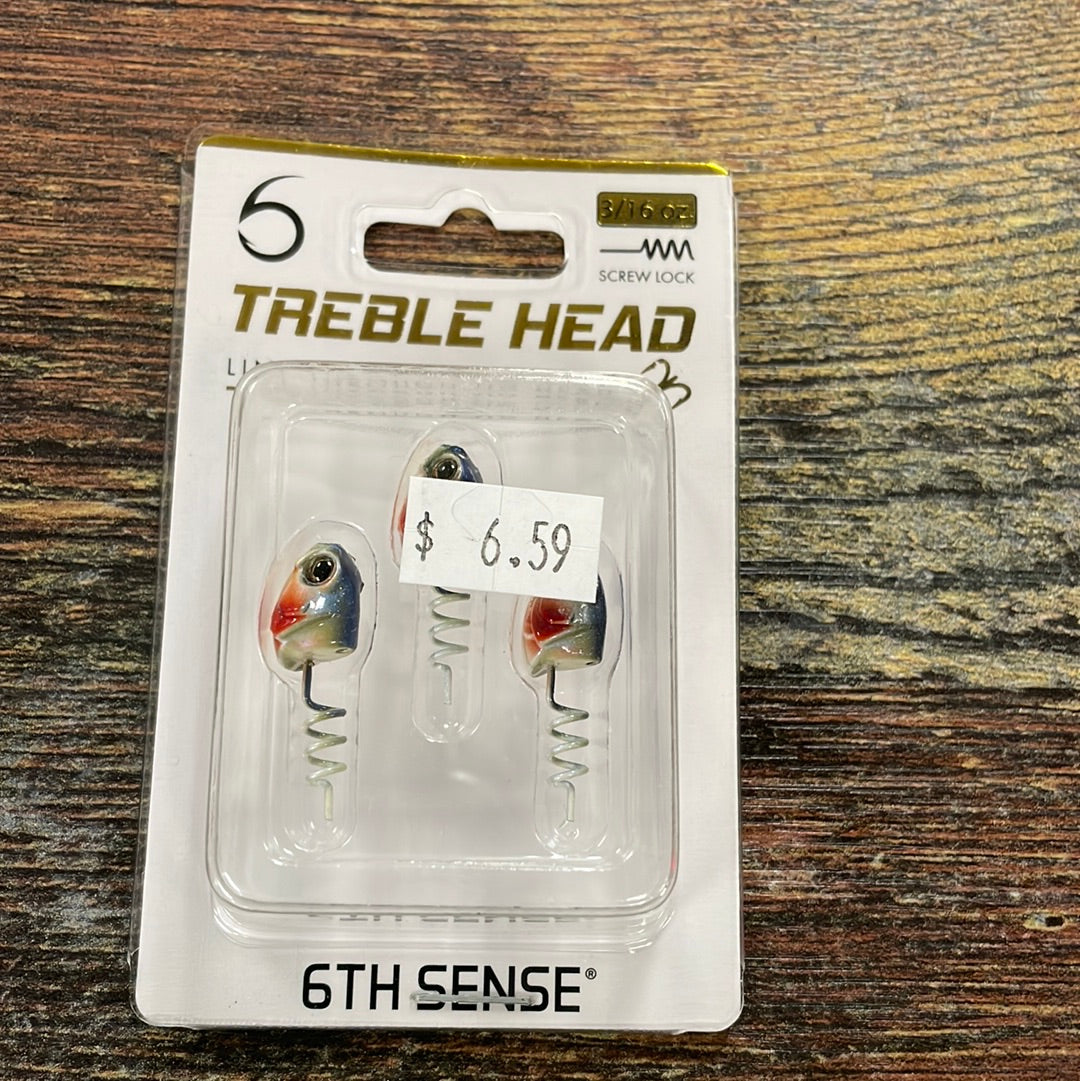 6
3/16 oz.
SCREW LOCK
TREBLE HEAD
$ 6.59
6TH SENSE®